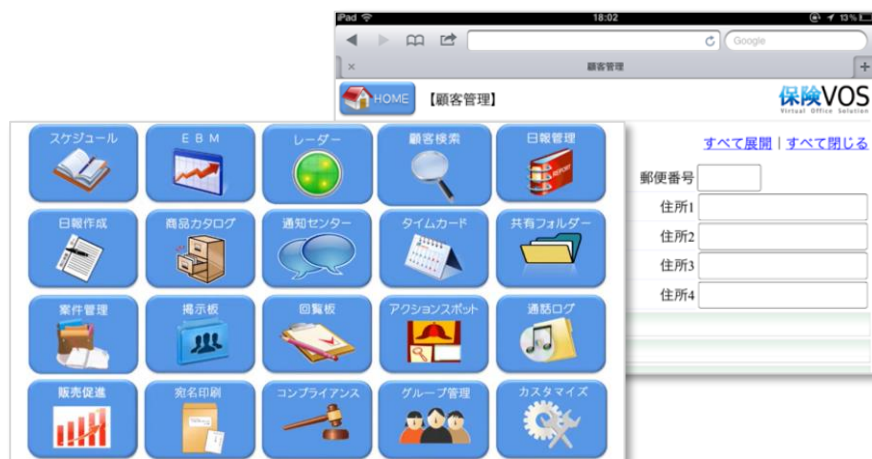 iPad 18:02 13%
Google
× 顧客管理 +
HOME 【顧客管理】 保険VOS
Virtual Office Solution
すべて展開 | すべて閉じる
郵便番号
住所1
住所2
住所3
住所4
スケジュール EBM レーダー 顧客検索 日報管理
REPORT
日報作成 商品カタログ 通知センター タイムカード 共有フォルダー
案件管理 掲示板 回覧板 アクションスポット 通話ログ
販売促進 宛名印刷 コンプライアンス グループ管理 カスタマイズ